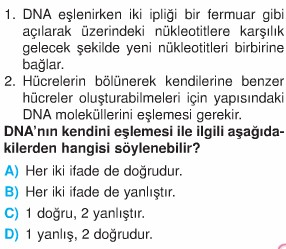 1. DNA eşlenirken iki ipliği bir fermuar gibi
açılarak üzerindeki nükleotitlere karşılık
gelecek şekilde yeni nükleotitleri birbirine
bağlar.
2. Hücrelerin bölünerek kendilerine benzer
hücreler oluşturabilmeleri için yapısındaki
DNA moleküllerini eşlemesi gerekir.
DNA'nın kendini eşlemesi ile ilgili aşağıda-
kilerden hangisi söylenebilir?
A) Her iki ifade de doğrudur.
B) Her iki ifade de yanlıştır.
C) 1 doğru, 2 yanlıştır.
D) 1 yanlış, 2 doğrudur.